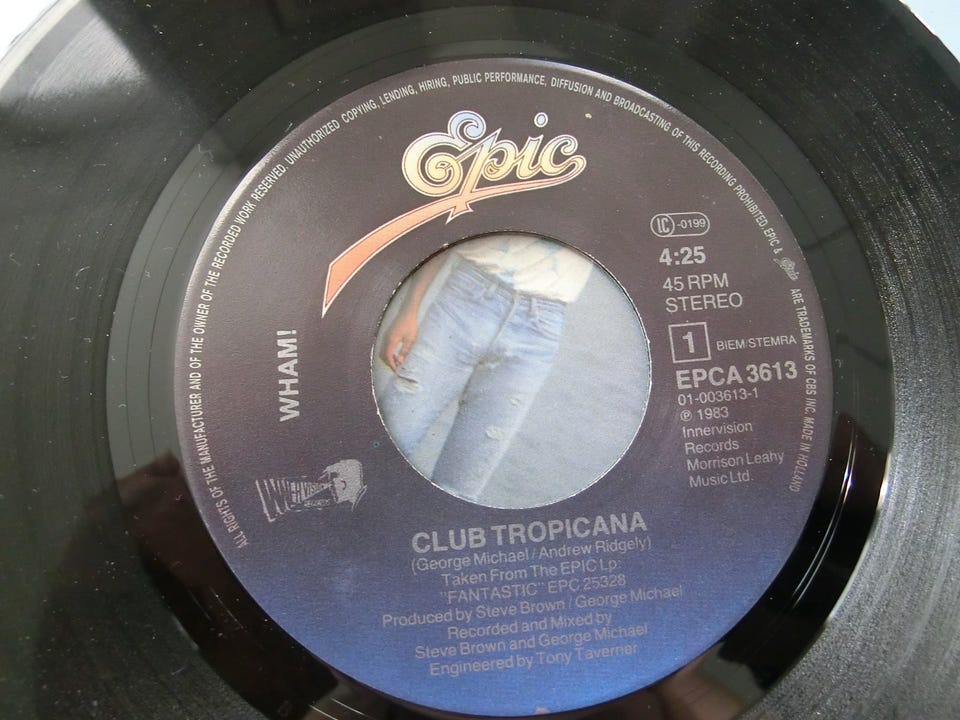 ALL RIGHTS OF THE MANUFACTURER AND OF THE OWNER OF THE RECORDED WORK RESERVED. UNAUTHORIZED COPYING, LENDING, HIRING, PUBLIC PERFORMANCE, DIFFUSION AND BROADCASTING OF THIS RECORDING PROHIBITED. EPIC & Epic ARE TRADEMARKS OF CBS INC. MADE IN HOLLAND
Epic
LC-0199
4:25
45 RPM
STEREO
1 BIEM/STEMRA
EPCA 3613
01-003613-1
℗ 1983
Innervision
Records
Morrison Leahy
Music Ltd.
WHAM!
INNERVISION
CLUB TROPICANA
(George Michael / Andrew Ridgely)
Taken From The EPIC Lp:
"FANTASTIC" EPC 25328
Produced by Steve Brown / George Michael
Recorded and Mixed by
Steve Brown and George Michael
Engineered by Tony Taverner